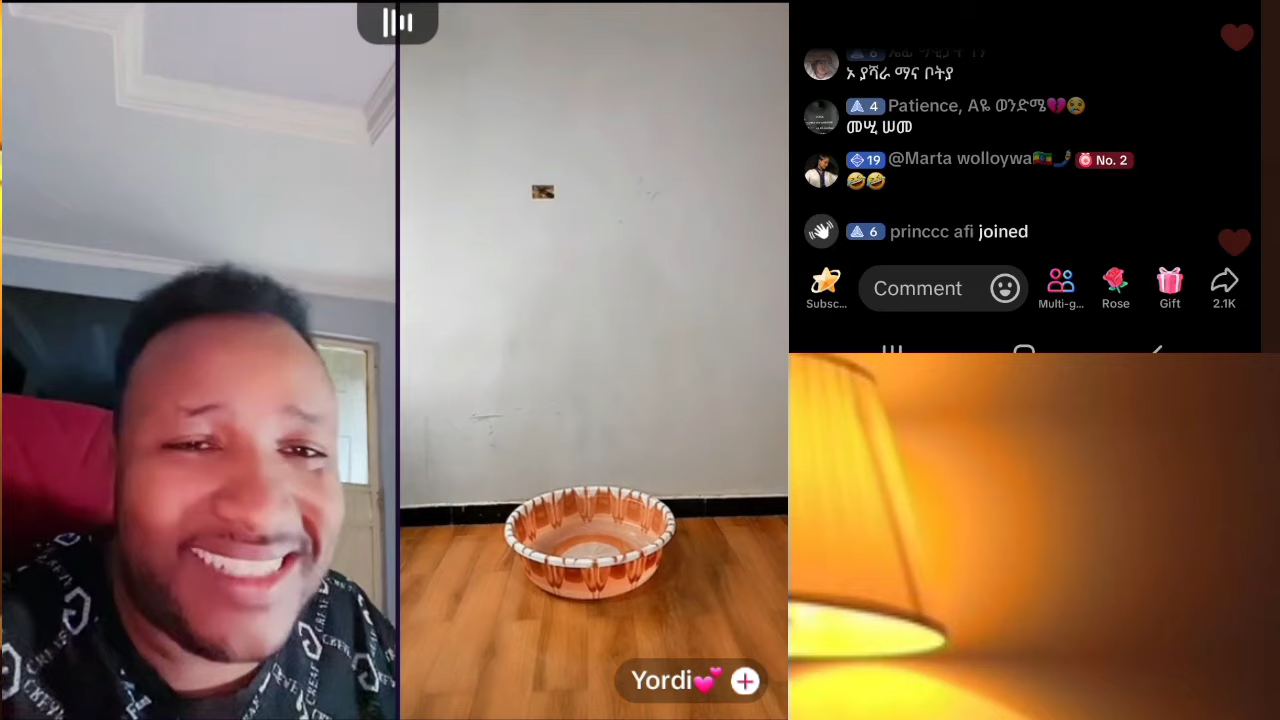 Yordi💕
6
ኦ ያሻራ ማና ቦትያ
4 Patience, Aዬ ወንድሜ💔😢
መሢ ሠመ
19 @Marta wolloywa No. 2
🤣🤣
6 princcc afi joined
Subsc...
Comment
Multi-g...
Rose
Gift
2.1K